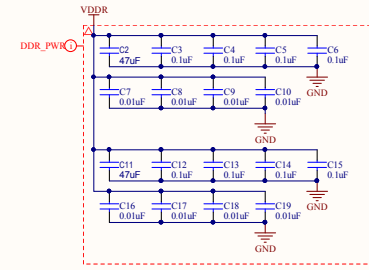 VDDR
DDR_PWR i
C2 C3 C4 C5 C6
47uF 0.1uF 0.1uF 0.1uF 0.1uF
GND
C7 C8 C9 C10
0.01uF 0.01uF 0.01uF 0.01uF
GND
C11 C12 C13 C14 C15
47uF 0.1uF 0.1uF 0.1uF 0.1uF
GND
C16 C17 C18 C19
0.01uF 0.01uF 0.01uF 0.01uF
GND